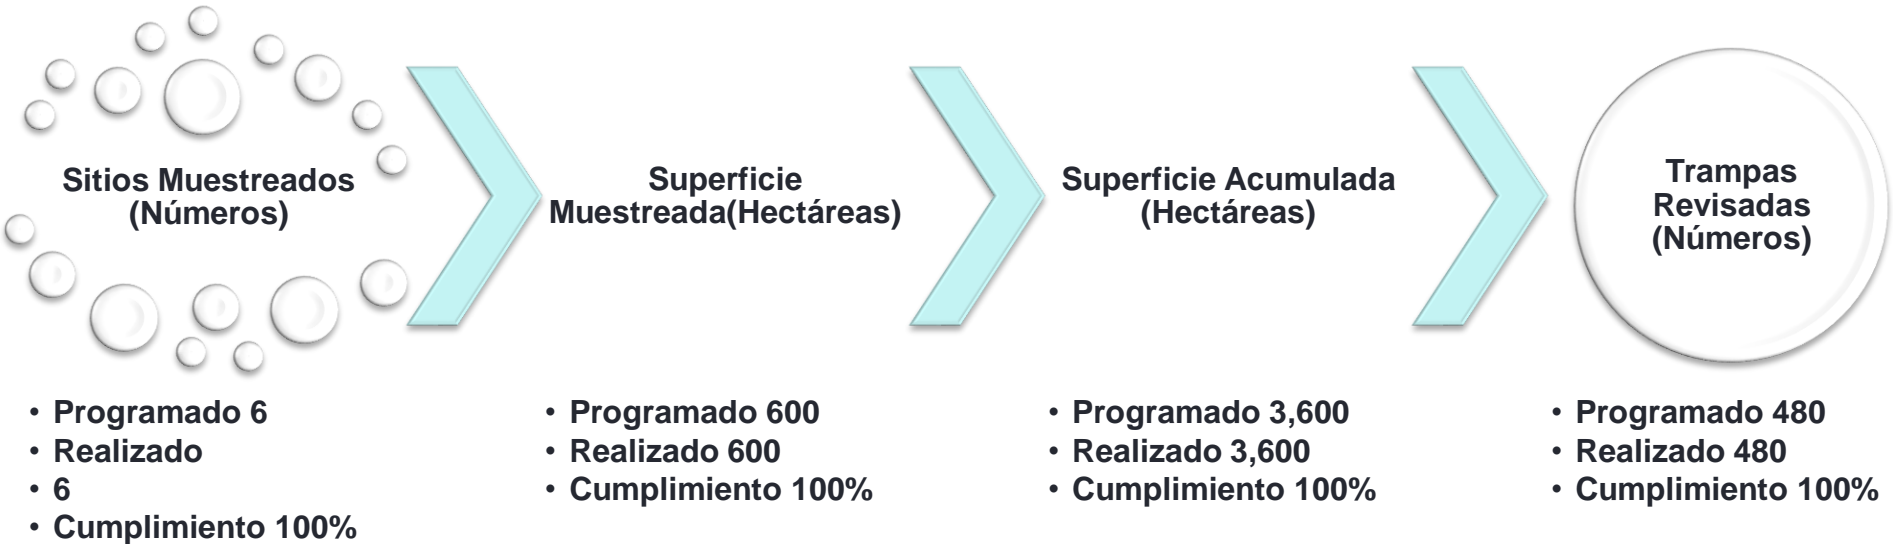 Sitios Muestreados
(Números)
• Programado 6
• Realizado
• 6
• Cumplimiento 100%
Superficie
Muestreada(Hectáreas)
• Programado 600
• Realizado 600
• Cumplimiento 100%
Superficie Acumulada
(Hectáreas)
• Programado 3,600
• Realizado 3,600
• Cumplimiento 100%
Trampas
Revisadas
(Números)
• Programado 480
• Realizado 480
• Cumplimiento 100%